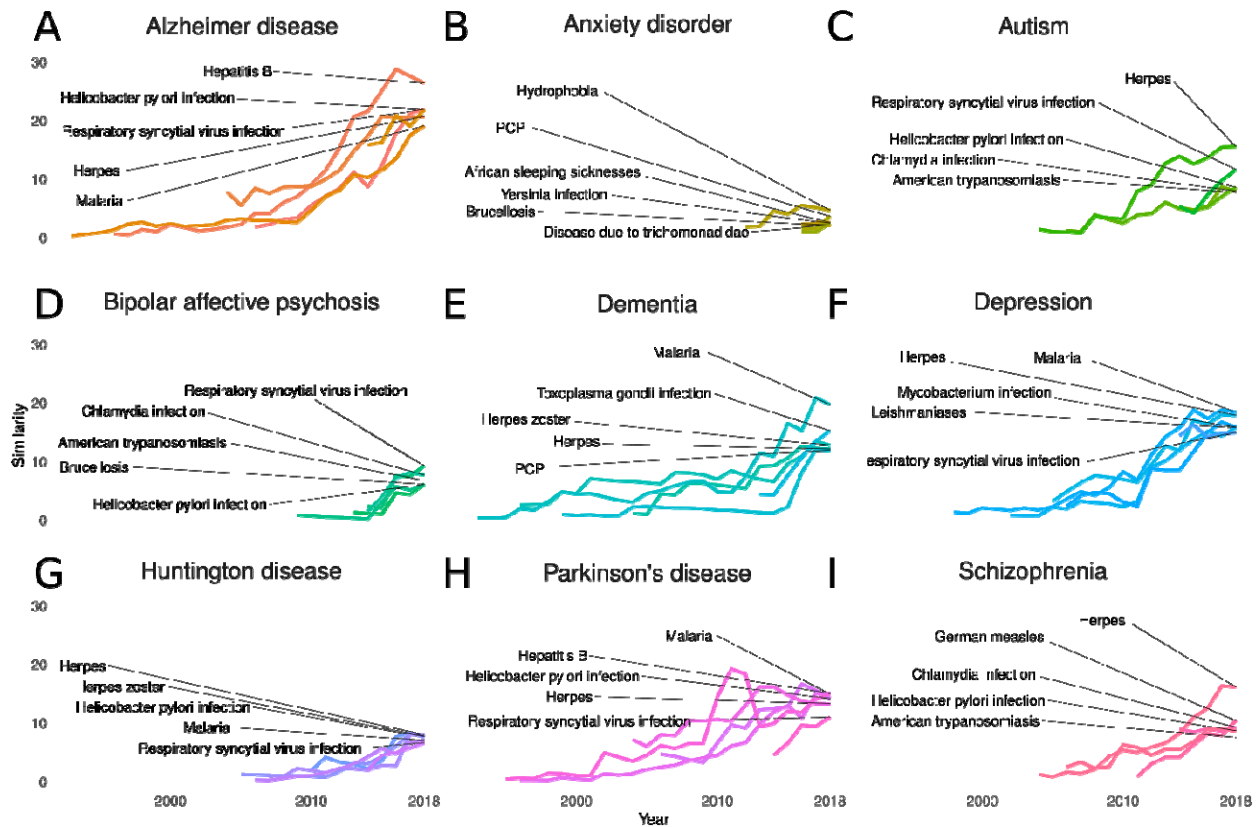 A Alzheimer disease
30
20
10
0
Hepatitis B
Helicobacter pylori infection
Respiratory syncytial virus infection
Herpes
Malaria
B Anxiety disorder
Hydrophobia
PCP
African sleeping sicknesses
Yersinia infection
Brucellosis
Disease due to trichomonadidae
C Autism
Herpes
Respiratory syncytial virus infection
Helicobacter pylori infection
Chlamydia infection
American trypanosomiasis
D Bipolar affective psychosis
30
20
10
0
Similarity
Respiratory syncytial virus infection
Chlamydia infection
American trypanosomiasis
Brucellosis
Helicobacter pylori infection
E Dementia
Malaria
Toxoplasma gondii infection
Herpes zoster
Herpes
PCP
F Depression
Herpes
Malaria
Mycobacterium infection
Leishmaniases
espiratory syncytial virus infection
G Huntington disease
30
20
10
0
Herpes
Herpes zoster
Helicobacter pylori infection
Malaria
Respiratory syncytial virus infection
2000 2010 2018
H Parkinson's disease
Malaria
Hepatitis B
Helicobacter pylori infection
Herpes
Respiratory syncytial virus infection
2000 2010 2018
Year
I Schizophrenia
Herpes
German measles
Chlamydia infection
Helicobacter pylori infection
American trypanosomiasis
2000 2010 2018